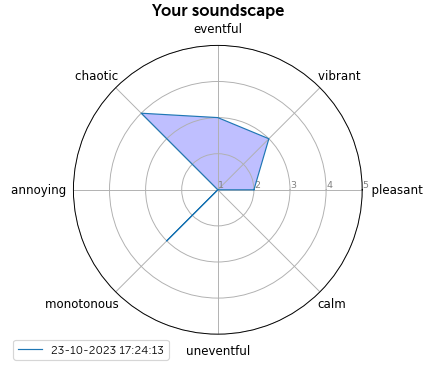 Your soundscape
eventful
chaotic
vibrant
annoying
1 2 3 4 5
pleasant
monotonous
calm
uneventful
23-10-2023 17:24:13